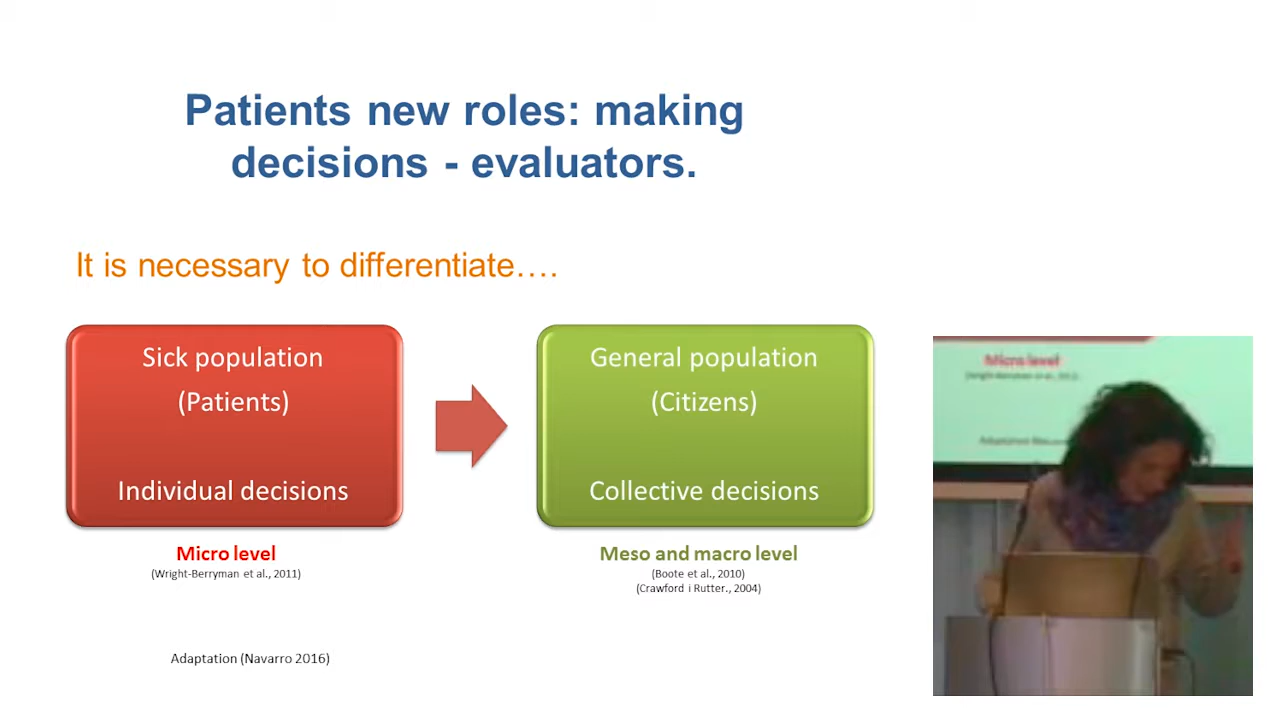 Patients new roles: making
decisions - evaluators.
It is necessary to differentiate….
Sick population
(Patients)
Individual decisions
General population
(Citizens)
Collective decisions
Micro level
(Wright-Berryman et al., 2011)
Meso and macro level
(Boote et al., 2010)
(Crawford i Rutter., 2004)
Adaptation (Navarro 2016)
Micro level